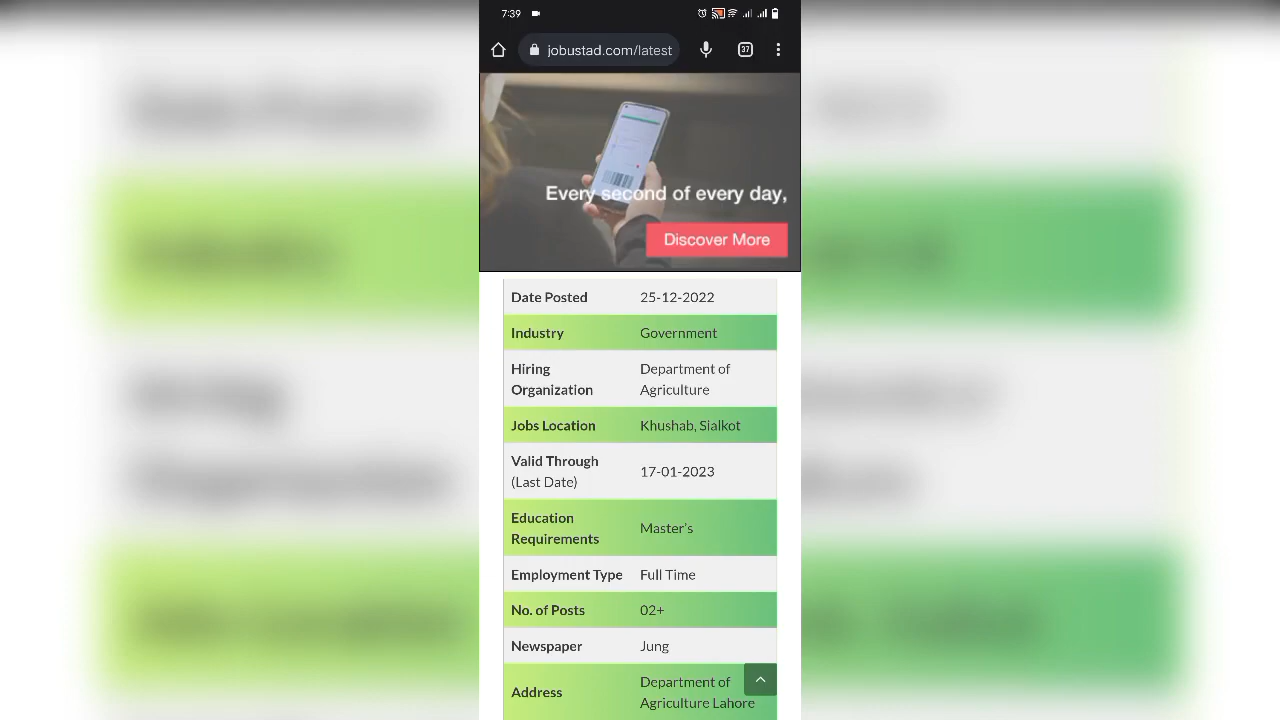 7:39
jobustad.com/latest
37
Every second of every day,
Discover More
Date Posted 25-12-2022
Industry Government
Hiring Organization Department of Agriculture
Jobs Location Khushab, Sialkot
Valid Through (Last Date) 17-01-2023
Education Requirements Master's
Employment Type Full Time
No. of Posts 02+
Newspaper Jung
Address Department of Agriculture Lahore